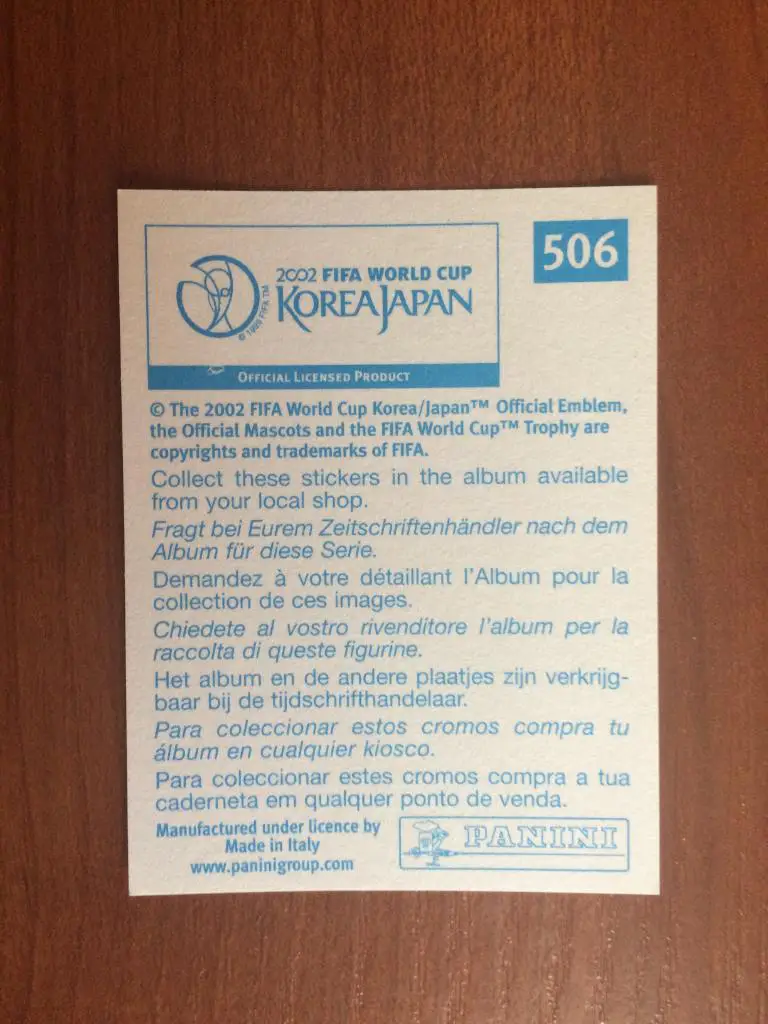 2002 FIFA WORLD CUP
KOREAJAPAN
© 1999 FIFA TM
OFFICIAL LICENSED PRODUCT
506
© The 2002 FIFA World Cup Korea/Japan™ Official Emblem,
the Official Mascots and the FIFA World Cup™ Trophy are
copyrights and trademarks of FIFA.
Collect these stickers in the album available
from your local shop.
Fragt bei Eurem Zeitschriftenhändler nach dem
Album für diese Serie.
Demandez à votre détaillant l'Album pour la
collection de ces images.
Chiedete al vostro rivenditore l'album per la
raccolta di queste figurine.
Het album en de andere plaatjes zijn verkrijg-
baar bij de tijdschrifthandelaar.
Para coleccionar estos cromos compra tu
álbum en cualquier kiosco.
Para coleccionar estes cromos compra a tua
caderneta em qualquer ponto de venda.
Manufactured under licence by
Made in Italy
www.paninigroup.com
PANINI